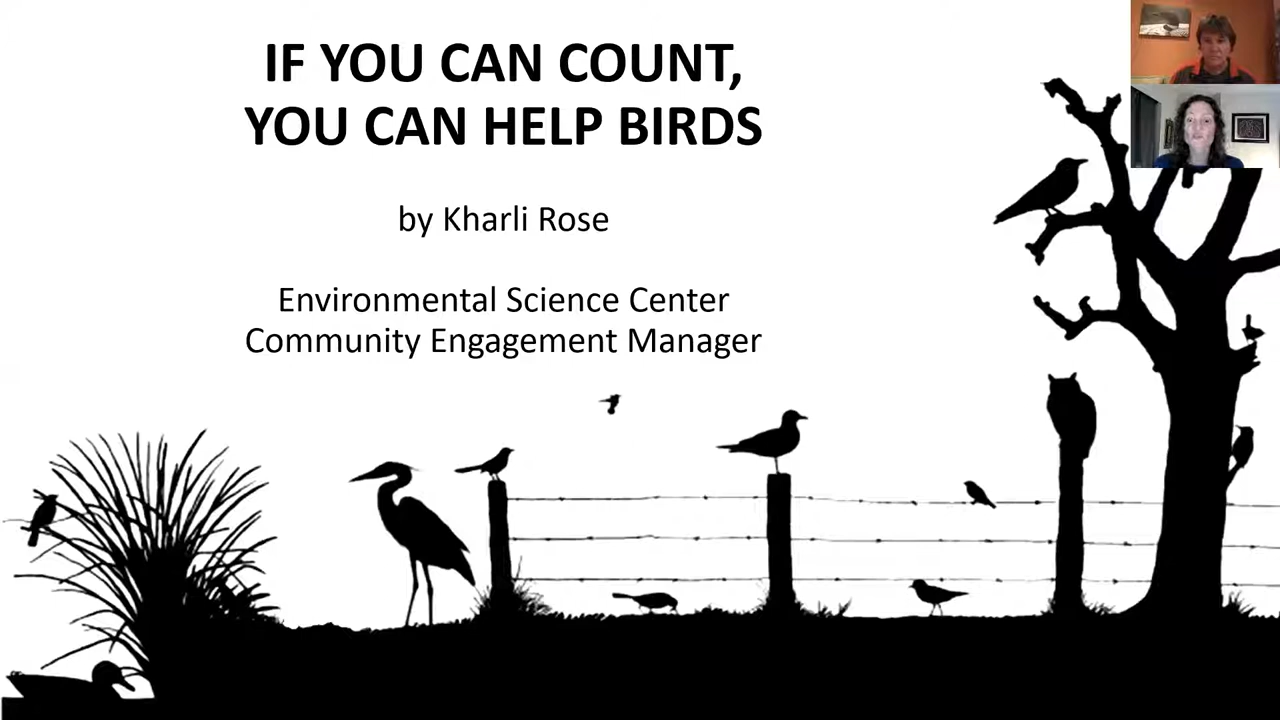 IF YOU CAN COUNT,
YOU CAN HELP BIRDS
by Kharli Rose
Environmental Science Center
Community Engagement Manager